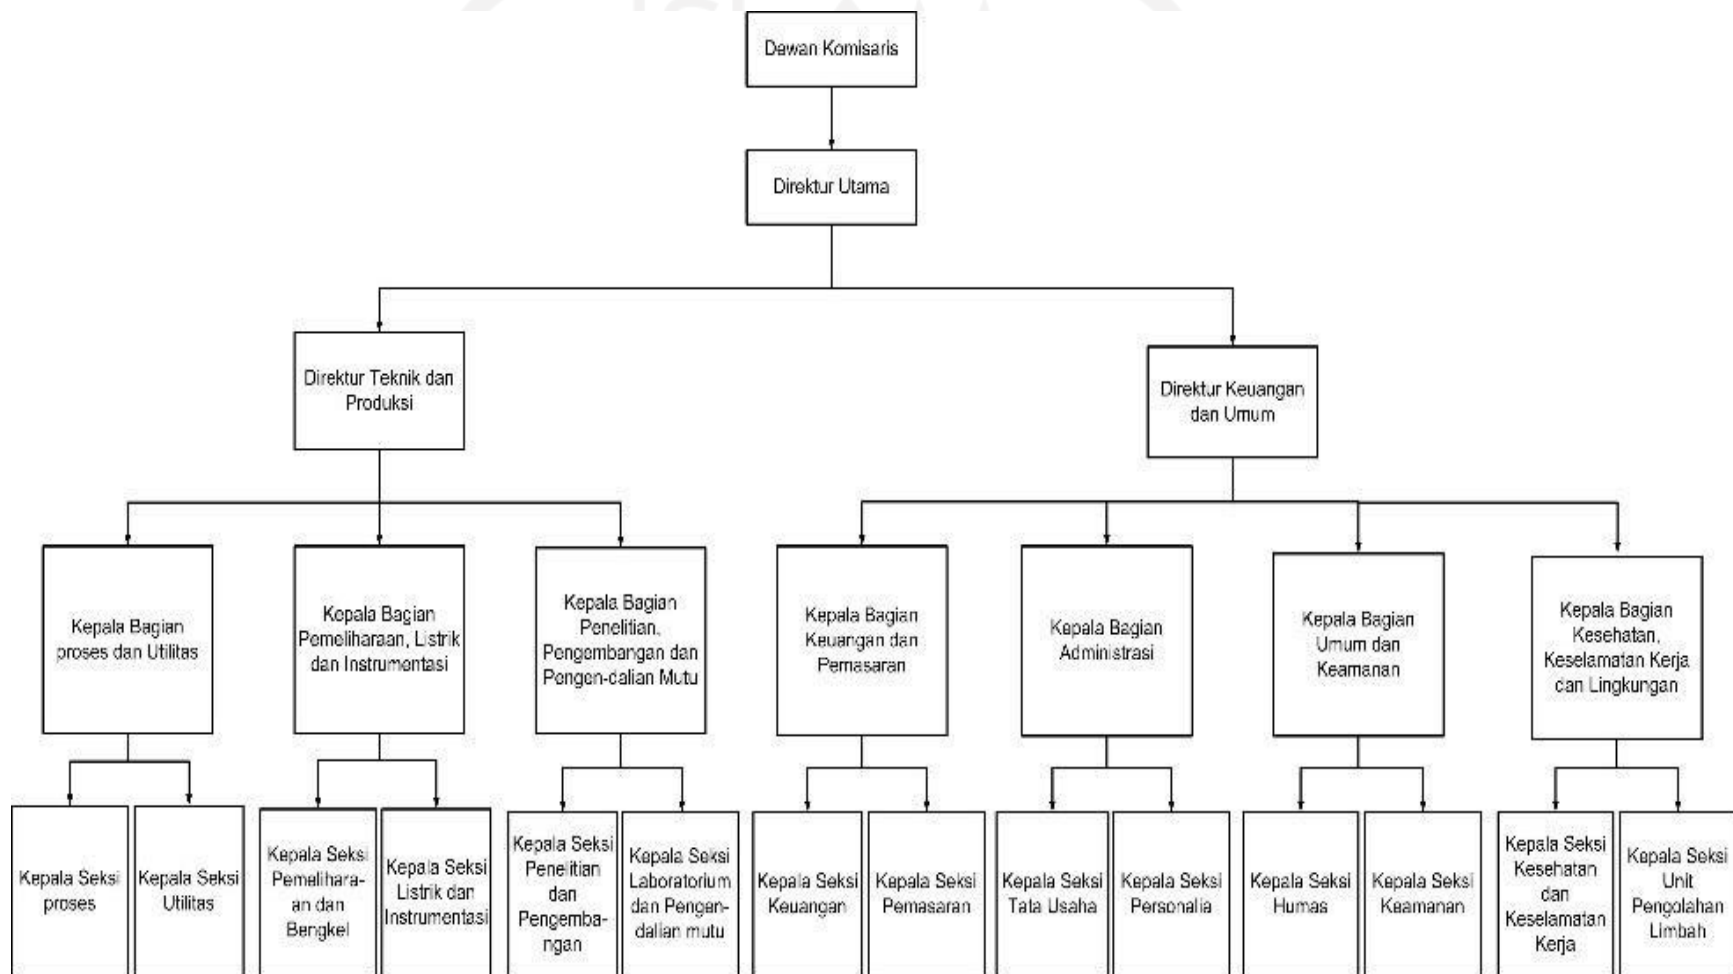 Dewan Komisaris
Direktur Utama
Direktur Teknik dan
Produksi
Direktur Keuangan
dan Umum
Kepala Bagian
proses dan Utilitas
Kepala Bagian
Pemeliharaan, Listrik
dan Instrumentasi
Kepala Bagian
Penelitian,
Pengembangan dan
Pengen-dalian Mutu
Kepala Bagian
Keuangan dan
Pemasaran
Kepala Bagian
Administrasi
Kepala Bagian
Umum dan
Keamanan
Kepala Bagian
Kesehatan,
Keselamatan Kerja
dan Lingkungan
Kepala Seksi
proses
Kepala Seksi
Utilitas
Kepala Seksi
Pemelihara-
an dan
Bengkel
Kepala Seksi
Listrik dan
Instrumentasi
Kepala Seksi
Penelitian
dan
Pengemba-
ngan
Kepala Seksi
Laboratorium
dan Pengen-
dalian mutu
Kepala Seksi
Keuangan
Kepala Seksi
Pemasaran
Kepala Seksi
Tata Usaha
Kepala Seksi
Personalia
Kepala Seksi
Humas
Kepala Seksi
Keamanan
Kepala Seksi
Kesehatan
dan
Keselamatan
Kerja
Kepala Seksi
Unit
Pengolahan
Limbah